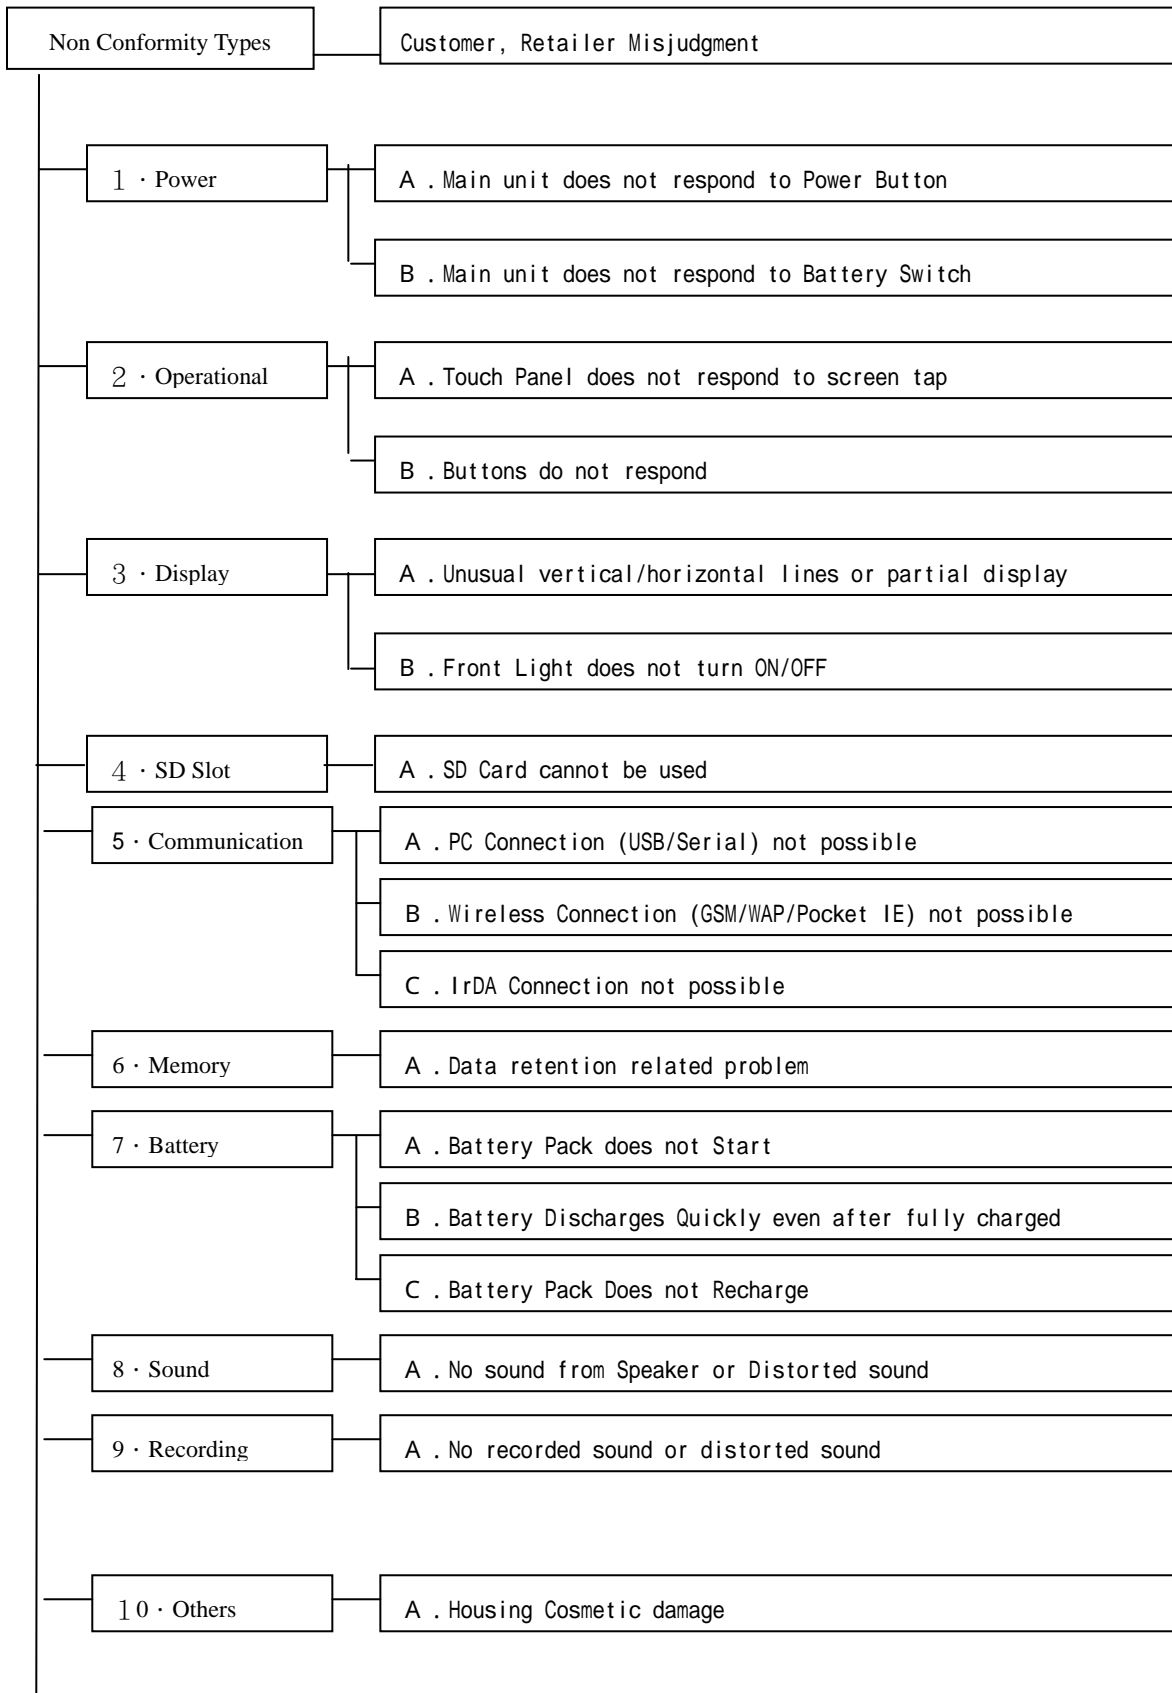 Non Conformity Types
Customer, Retailer Misjudgment
1・Power
A．Main unit does not respond to Power Button
B．Main unit does not respond to Battery Switch
2・Operational
A．Touch Panel does not respond to screen tap
B．Buttons do not respond
3・Display
A．Unusual vertical/horizontal lines or partial display
B．Front Light does not turn ON/OFF
4・SD Slot
A．SD Card cannot be used
5・Communication
A．PC Connection (USB/Serial) not possible
B．Wireless Connection (GSM/WAP/Pocket IE) not possible
C．IrDA Connection not possible
6・Memory
A．Data retention related problem
7・Battery
A．Battery Pack does not Start
B．Battery Discharges Quickly even after fully charged
C．Battery Pack Does not Recharge
8・Sound
A．No sound from Speaker or Distorted sound
9・Recording
A．No recorded sound or distorted sound
10・Others
A．Housing Cosmetic damage